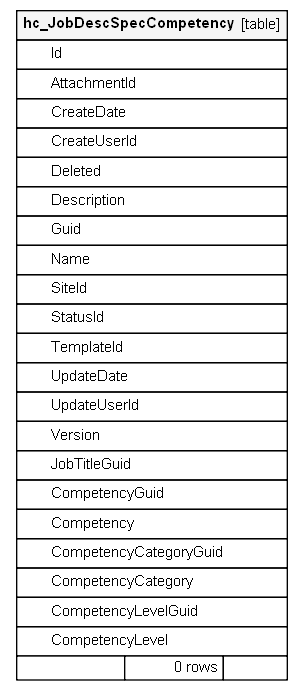 hc_JobDescSpecCompetency [table]
Id
AttachmentId
CreateDate
CreateUserId
Deleted
Description
Guid
Name
SiteId
StatusId
TemplateId
UpdateDate
UpdateUserId
Version
JobTitleGuid
CompetencyGuid
Competency
CompetencyCategoryGuid
CompetencyCategory
CompetencyLevelGuid
CompetencyLevel
0 rows